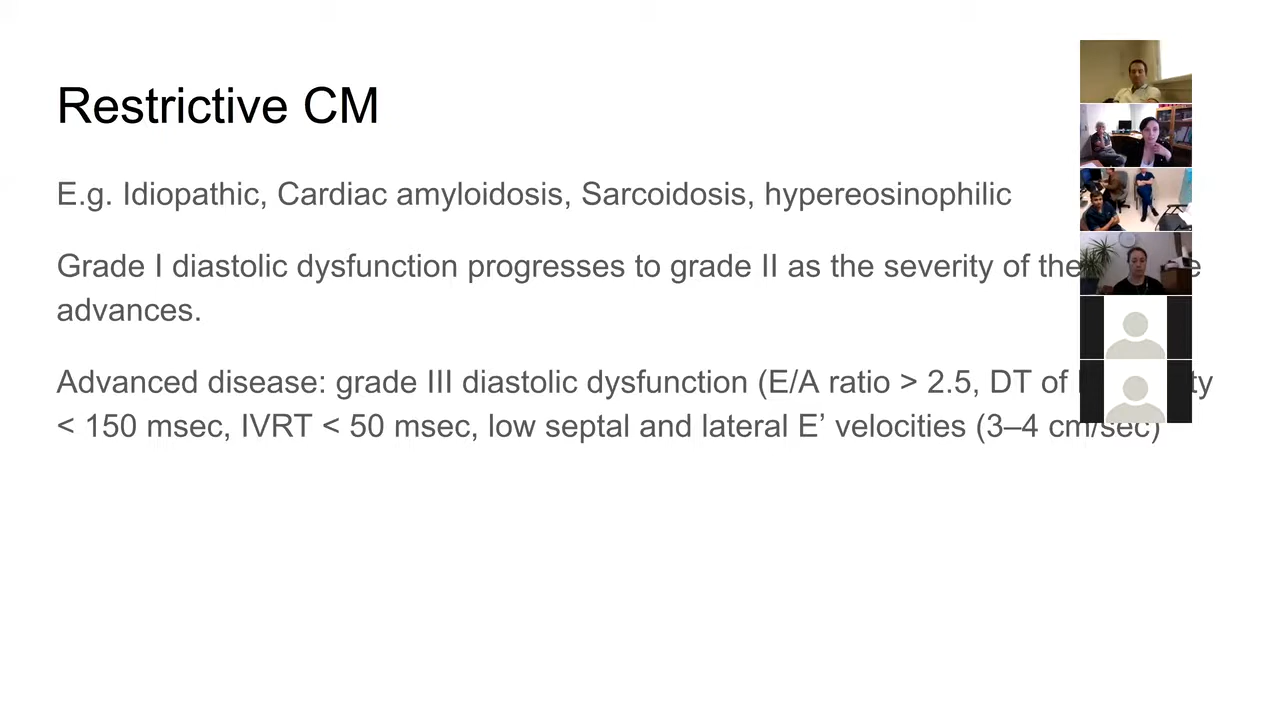 Restrictive CM
E.g. Idiopathic, Cardiac amyloidosis, Sarcoidosis, hypereosinophilic
Grade I diastolic dysfunction progresses to grade II as the severity of the
advances.
Advanced disease: grade III diastolic dysfunction (E/A ratio > 2.5, DT of
< 150 msec, IVRT < 50 msec, low septal and lateral E’ velocities (3–4 cm/sec)